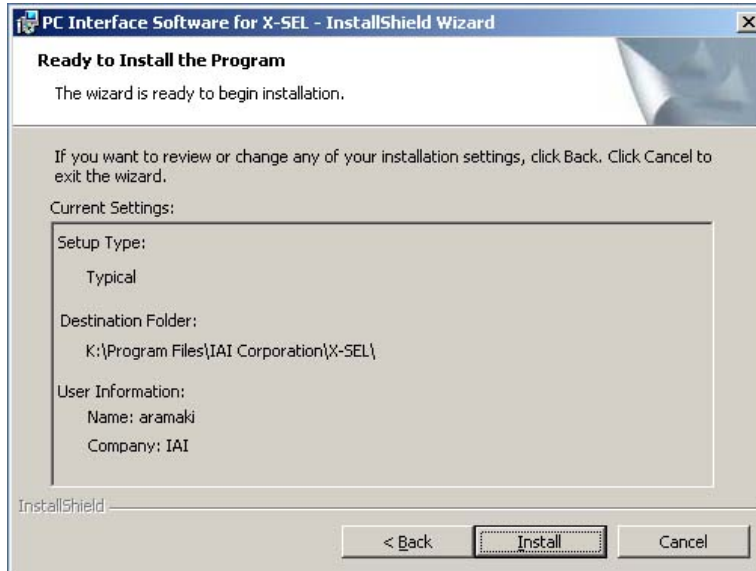 PC Interface Software for X-SEL - InstallShield Wizard
Ready to Install the Program
The wizard is ready to begin installation.
If you want to review or change any of your installation settings, click Back. Click Cancel to
exit the wizard.
Current Settings:
Setup Type:
Typical
Destination Folder:
K:\Program Files\IAI Corporation\X-SEL\
User Information:
Name: aramaki
Company: IAI
InstallShield
< Back
Install
Cancel